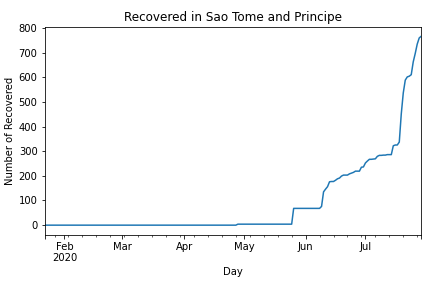 Recovered in Sao Tome and Principe
Number of Recovered
800
700
600
500
400
300
200
100
0
Feb Mar Apr May Jun Jul
2020
Day